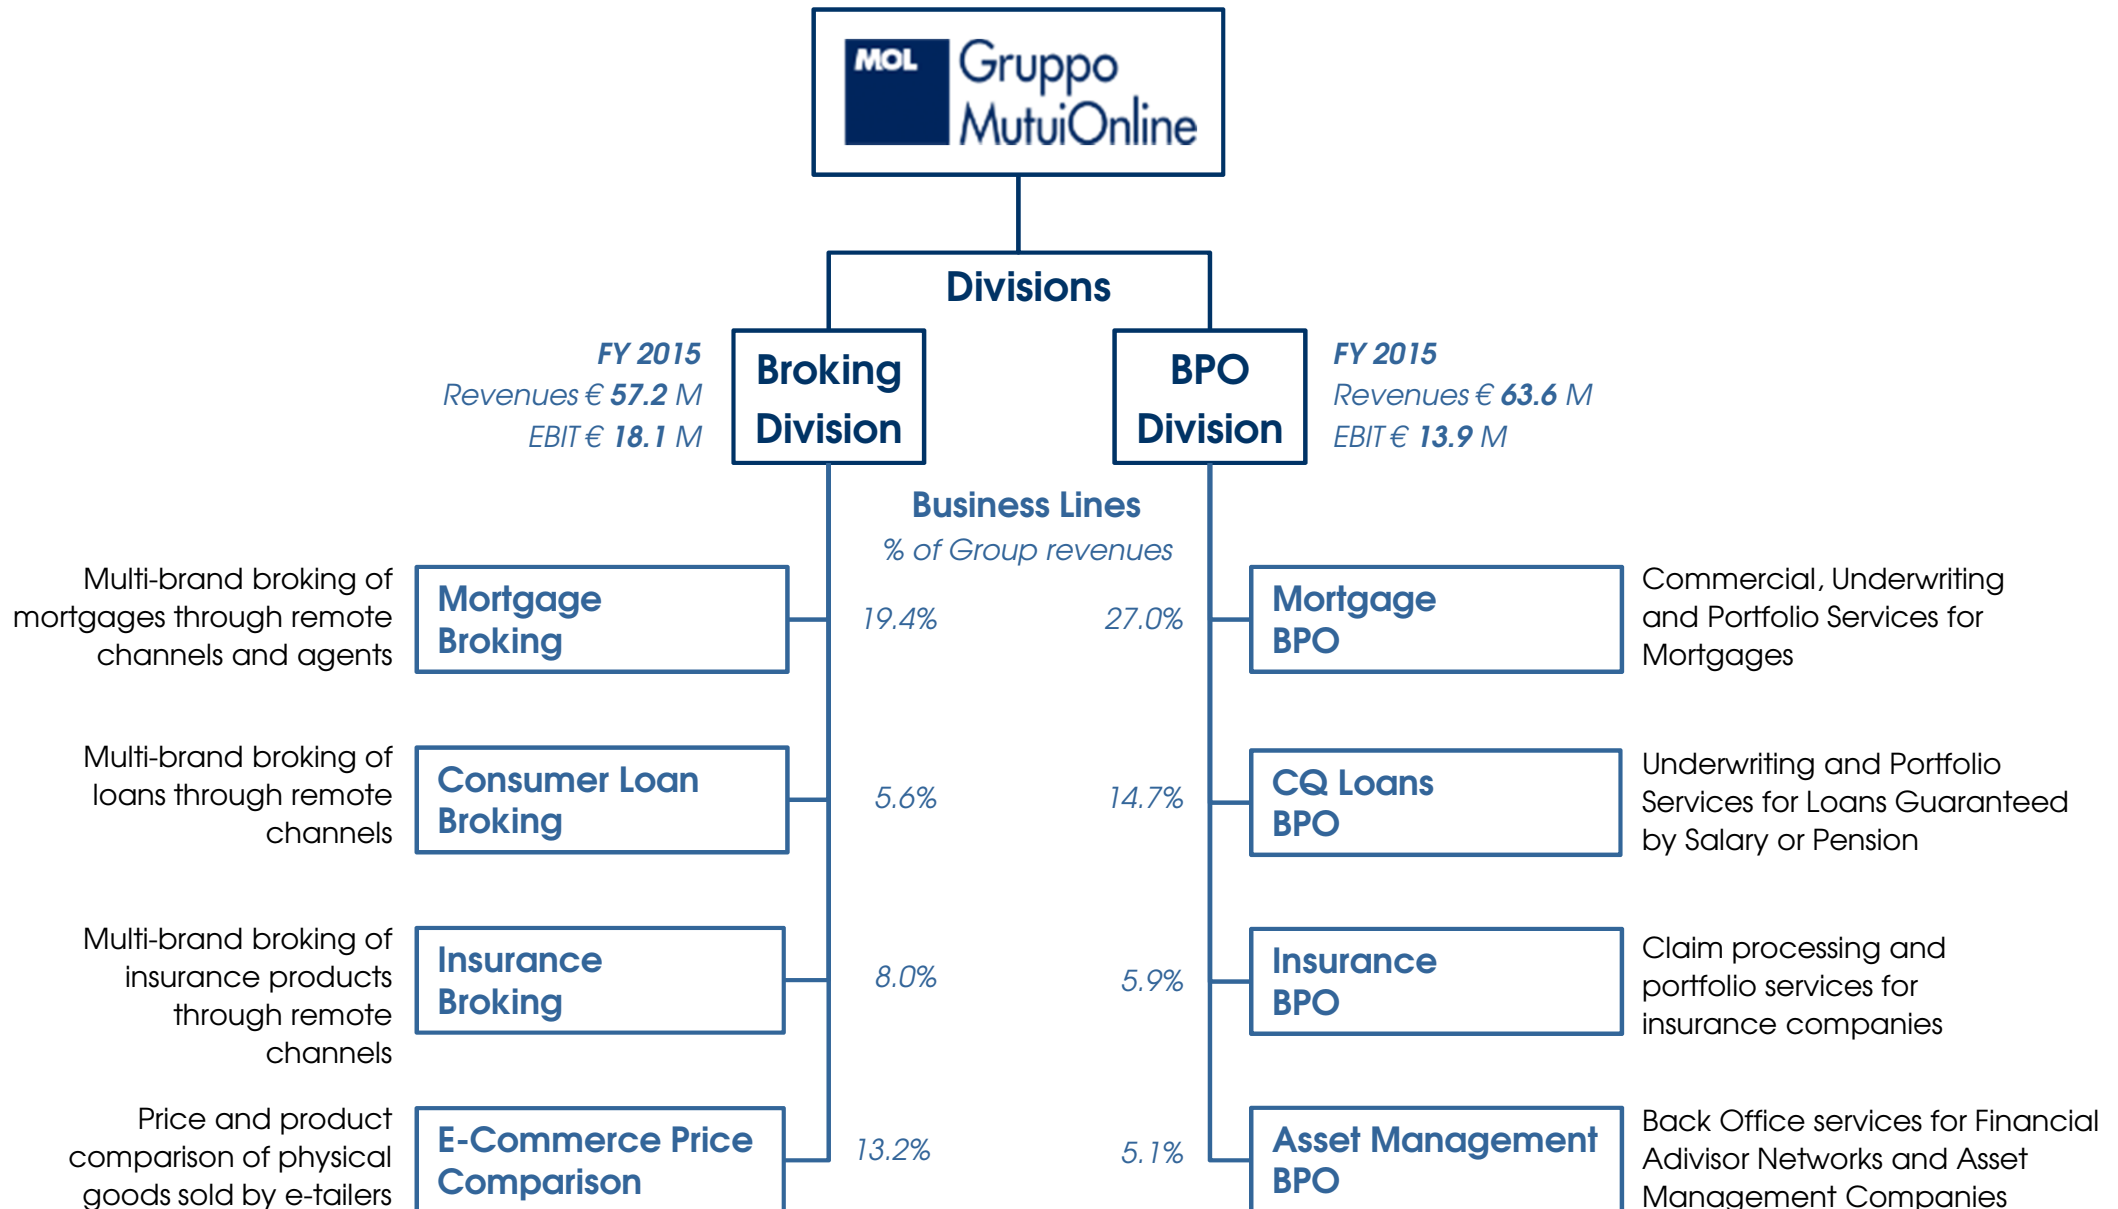 MOL
Gruppo
MutuiOnline
Divisions
FY 2015
Revenues € 57.2 M
EBIT € 18.1 M
Broking
Division
BPO
Division
FY 2015
Revenues € 63.6 M
EBIT € 13.9 M
Business Lines
% of Group revenues
Multi-brand broking of
mortgages through remote
channels and agents
Mortgage
Broking
19.4%
27.0%
Mortgage
BPO
Commercial, Underwriting
and Portfolio Services for
Mortgages
Multi-brand broking of
loans through remote
channels
Consumer Loan
Broking
5.6%
14.7%
CQ Loans
BPO
Underwriting and Portfolio
Services for Loans Guaranteed
by Salary or Pension
Multi-brand broking of
insurance products
through remote
channels
Insurance
Broking
8.0%
5.9%
Insurance
BPO
Claim processing and
portfolio services for
insurance companies
Price and product
comparison of physical
goods sold by e-tailers
E-Commerce Price
Comparison
13.2%
5.1%
Asset Management
BPO
Back Office services for Financial
Adivisor Networks and Asset
Management Companies